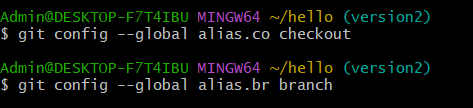 Admin@DESKTOP-F7T4IBU MINGW64 ~/hello (version2)
$ git config --global alias.co checkout
Admin@DESKTOP-F7T4IBU MINGW64 ~/hello (version2)
$ git config --global alias.br branch